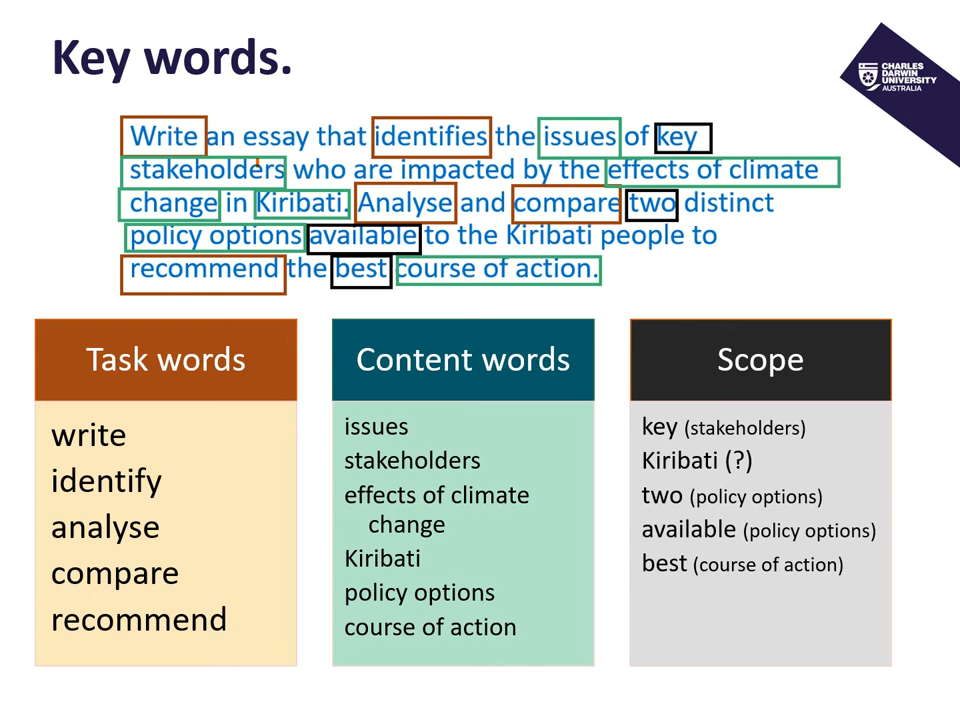 Key words.
CHARLES
DARWIN
UNIVERSITY
AUSTRALIA
Write an essay that identifies the issues of key
stakeholders who are impacted by the effects of climate
change in Kiribati. Analyse and compare two distinct
policy options available to the Kiribati people to
recommend the best course of action.
Task words
write
identify
analyse
compare
recommend
Content words
issues
stakeholders
effects of climate
change
Kiribati
policy options
course of action
Scope
key (stakeholders)
Kiribati (?)
two (policy options)
available (policy options)
best (course of action)